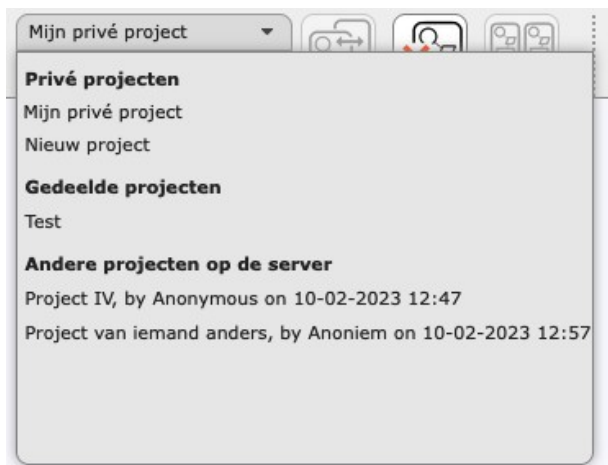 Mijn privé project
Privé projecten
Mijn privé project
Nieuw project
Gedeelde projecten
Test
Andere projecten op de server
Project IV, by Anonymous on 10-02-2023 12:47
Project van iemand anders, by Anoniem on 10-02-2023 12:57